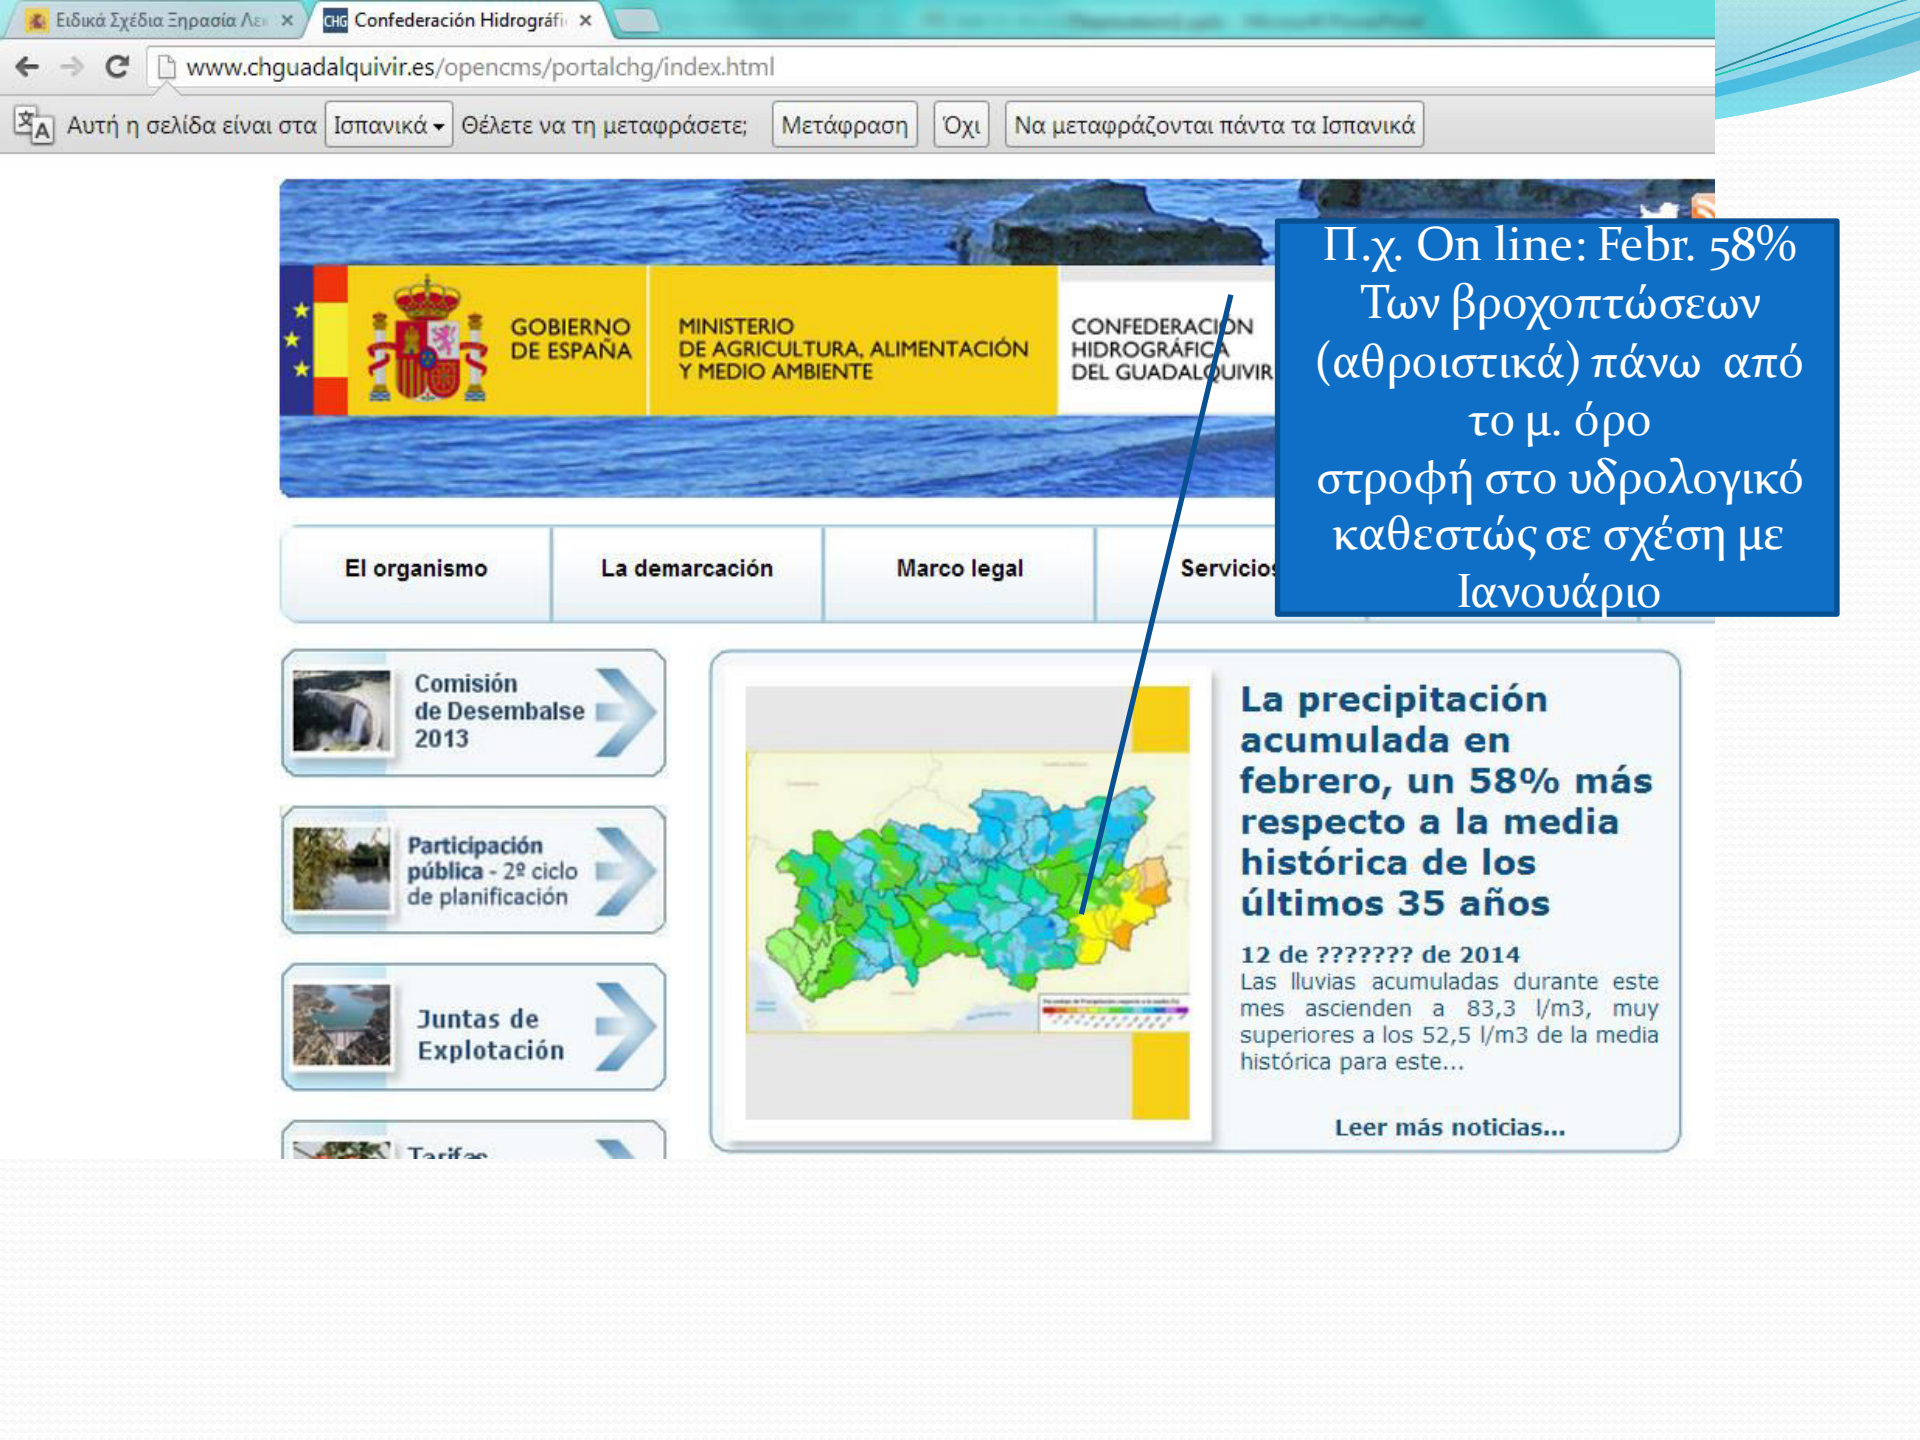 Ειδικά Σχέδια Ξηρασία Λεκ
CHG Confederación Hidrográfi
www.chguadalquivir.es/opencms/portalchg/index.html
Αυτή η σελίδα είναι στα Ισπανικά Θέλετε να τη μεταφράσετε; Μετάφραση Όχι Να μεταφράζονται πάντα τα Ισπανικά
GOBIERNO
DE ESPAÑA
MINISTERIO
DE AGRICULTURA, ALIMENTACIÓN
Y MEDIO AMBIENTE
CONFEDERACIÓN
HIDROGRÁFICA
DEL GUADALQUIVIR
Π.χ. On line: Febr. 58%
Των βροχοπτώσεων
(αθροιστικά) πάνω από
το μ. όρο
στροφή στο υδρολογικό
καθεστώς σε σχέση με
Ιανουάριο
El organismo
La demarcación
Marco legal
Servicios
Comisión
de Desembalse
2013
Participación
pública - 2º ciclo
de planificación
Juntas de
Explotación
Tarifas
La precipitación
acumulada en
febrero, un 58% más
respecto a la media
histórica de los
últimos 35 años
12 de ??????? de 2014
Las lluvias acumuladas durante este
mes ascienden a 83,3 l/m3, muy
superiores a los 52,5 l/m3 de la media
histórica para este...
Leer más noticias...